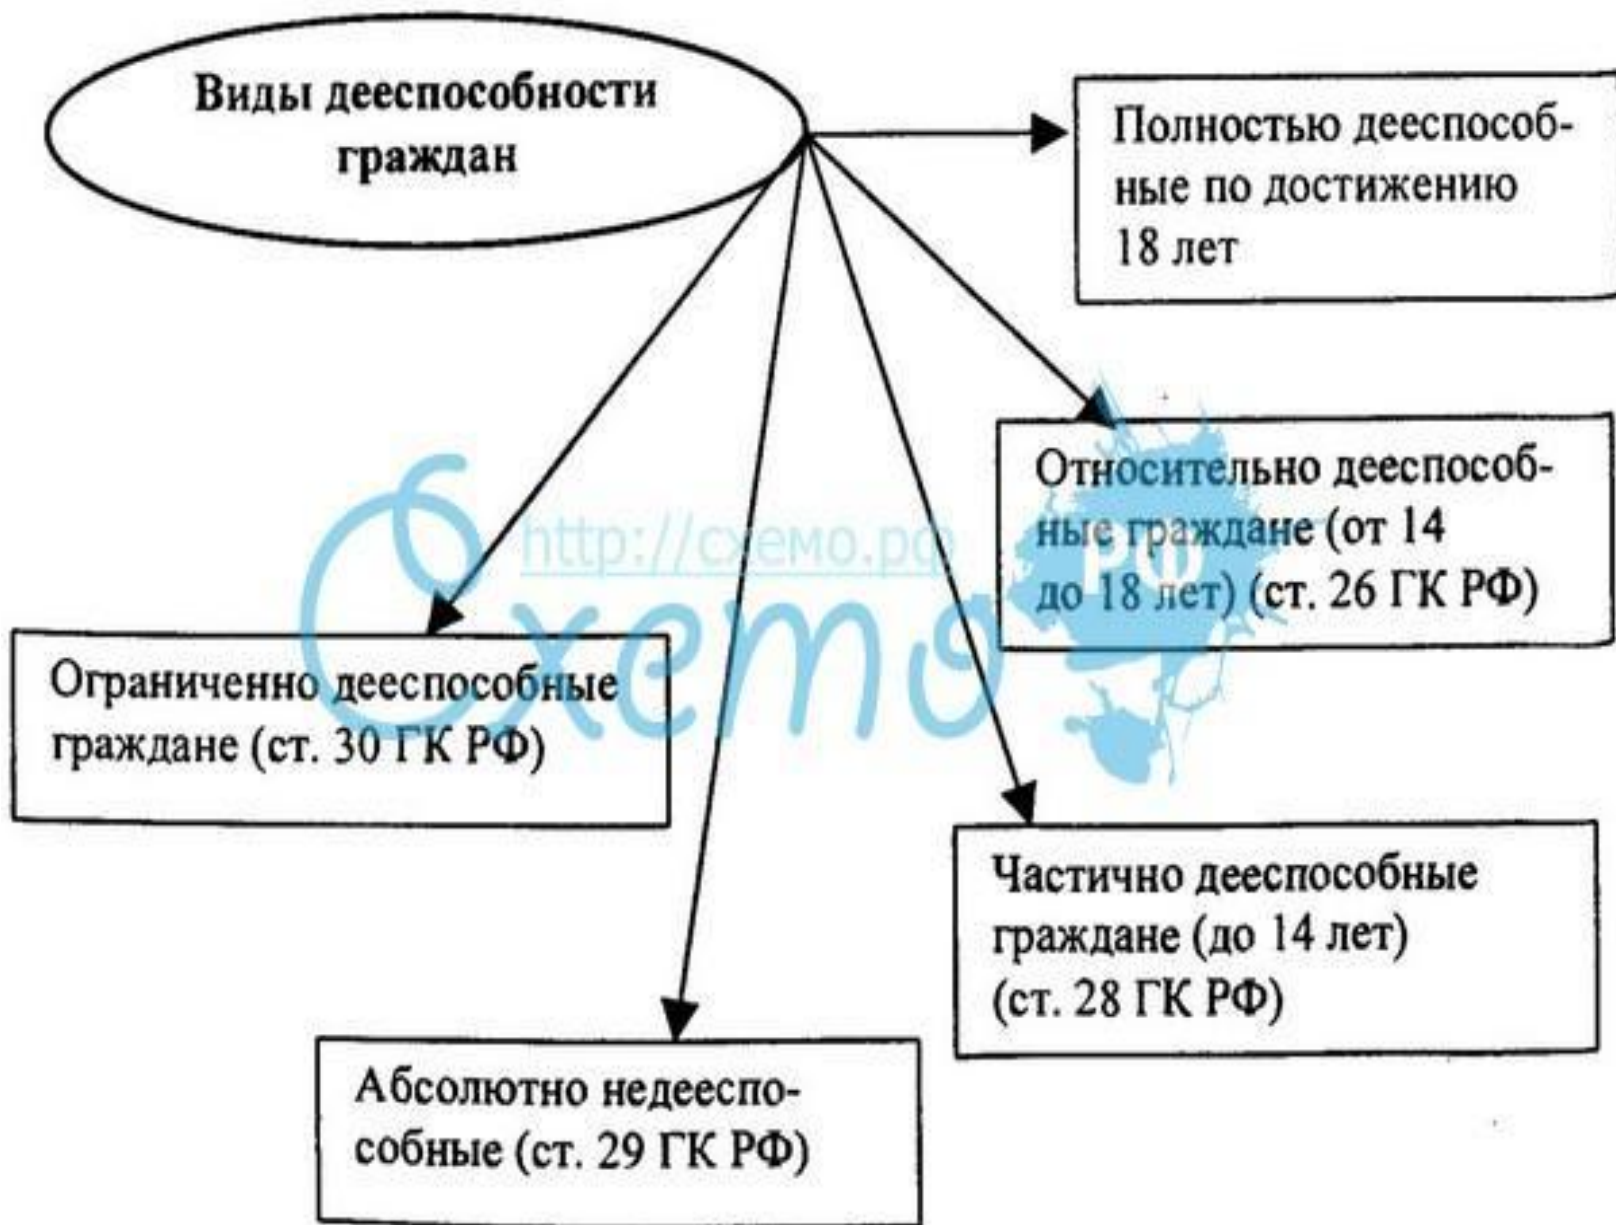 Виды дееспособности
граждан
Полностью дееспособ-
ные по достижению
18 лет
Относительно дееспособ-
ные граждане (от 14
до 18 лет) (ст. 26 ГК РФ)
Ограниченно дееспособные
граждане (ст. 30 ГК РФ)
Частично дееспособные
граждане (до 14 лет)
(ст. 28 ГК РФ)
Абсолютно недееспо-
собные (ст. 29 ГК РФ)
http://схемо.рф
Схемо
РФ